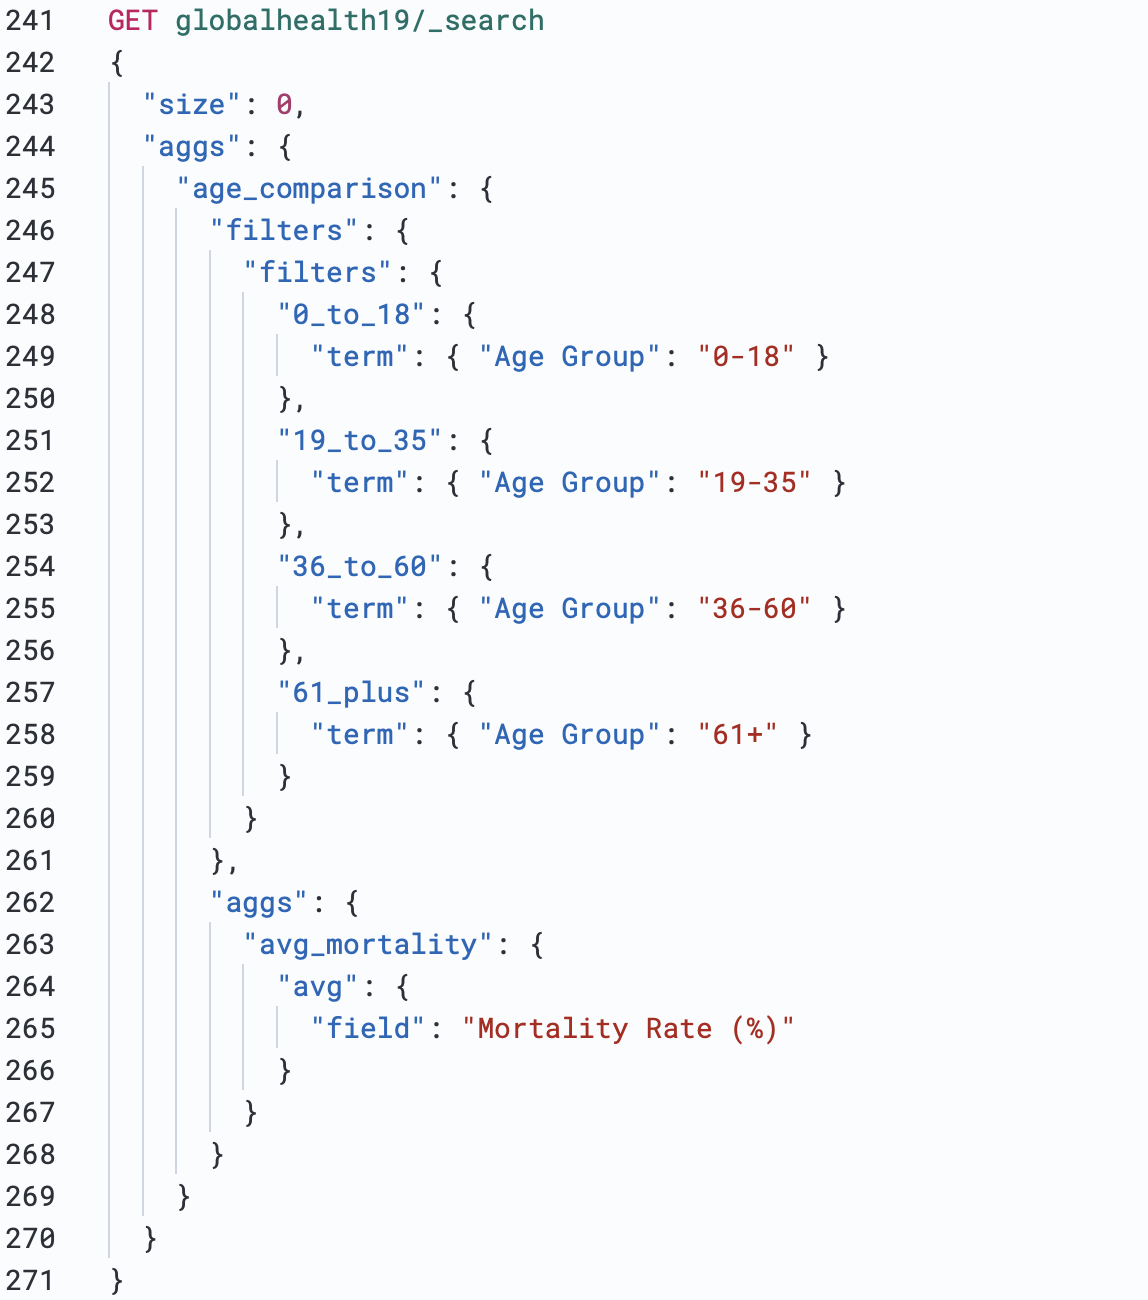 241 GET globalhealth19/_search
242 {
243   "size": 0,
244   "aggs": {
245     "age_comparison": {
246       "filters": {
247         "filters": {
248           "0_to_18": {
249             "term": { "Age Group": "0-18" }
250           },
251           "19_to_35": {
252             "term": { "Age Group": "19-35" }
253           },
254           "36_to_60": {
255             "term": { "Age Group": "36-60" }
256           },
257           "61_plus": {
258             "term": { "Age Group": "61+" }
259           }
260         }
261       },
262       "aggs": {
263         "avg_mortality": {
264           "avg": {
265             "field": "Mortality Rate (%)"
266           }
267         }
268       }
269     }
270   }
271 }